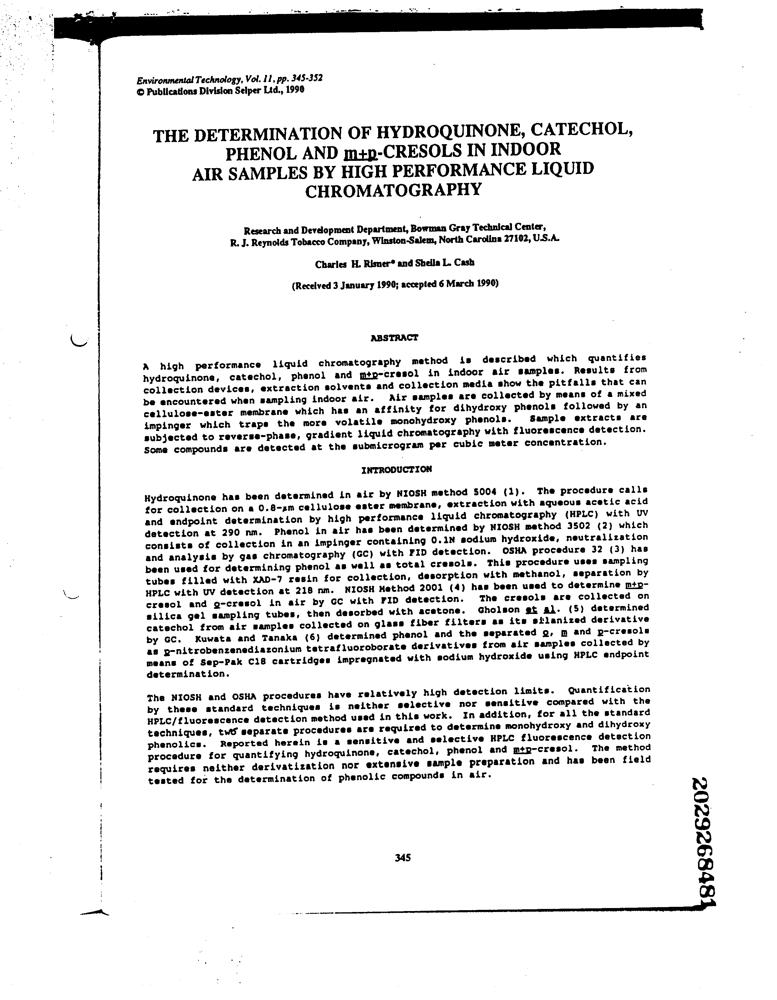 Environmental Technology, Vol. 11, pp. 345-352
© Publications Division Selper Ltd., 1990
THE DETERMINATION OF HYDROQUINONE, CATECHOL,
PHENOL AND m+p-CRESOLS IN INDOOR
AIR SAMPLES BY HIGH PERFORMANCE LIQUID
CHROMATOGRAPHY
Research and Development Department, Bowman Gray Technical Center,
R. J. Reynolds Tobacco Company, Winston-Salem, North Carolina 27102, U.S.A.
Charles H. Risner* and Sheila L. Cash
(Received 3 January 1990; accepted 6 March 1990)
ABSTRACT
A high performance liquid chromatography method is described which quantifies
hydroquinone, catechol, phenol and m+p-cresol in indoor air samples. Results from
collection devices, extraction solvents and collection media show the pitfalls that can
be encountered when sampling indoor air. Air samples are collected by means of a mixed
cellulose-ester membrane which has an affinity for dihydroxy phenols followed by an
impinger which traps the more volatile monohydroxy phenols. Sample extracts are
subjected to reverse-phase, gradient liquid chromatography with fluorescence detection.
Some compounds are detected at the submicrogram per cubic meter concentration.
INTRODUCTION
Hydroquinone has been determined in air by NIOSH method 5004 (1). The procedure calls
for collection on a 0.8-µm cellulose ester membrane, extraction with aqueous acetic acid
and endpoint determination by high performance liquid chromatography (HPLC) with UV
detection at 290 nm. Phenol in air has been determined by NIOSH method 3502 (2) which
consists of collection in an impinger containing 0.1N sodium hydroxide, neutralization
and analysis by gas chromatography (GC) with FID detection. OSHA procedure 32 (3) has
been used for determining phenol as well as total cresols. This procedure uses sampling
tubes filled with XAD-7 resin for collection, desorption with methanol, separation by
HPLC with UV detection at 218 nm. NIOSH Method 2001 (4) has been used to determine m+p-
cresol and o-cresol in air by GC with FID detection. The cresols are collected on
silica gel sampling tubes, then desorbed with acetone. Gholson et al. (5) determined
catechol from air samples collected on glass fiber filters as its silanized derivative
by GC. Kuwata and Tanaka (6) determined phenol and the separated o, m and p-cresols
as p-nitrobenzenediazonium tetrafluoroborate derivatives from air samples collected by
means of Sep-Pak C18 cartridges impregnated with sodium hydroxide using HPLC endpoint
determination.
The NIOSH and OSHA procedures have relatively high detection limits. Quantification
by these standard techniques is neither selective nor sensitive compared with the
HPLC/fluorescence detection method used in this work. In addition, for all the standard
techniques, two separate procedures are required to determine monohydroxy and dihydroxy
phenolics. Reported herein is a sensitive and selective HPLC fluorescence detection
procedure for quantifying hydroquinone, catechol, phenol and m+p-cresol. The method
requires neither derivatization nor extensive sample preparation and has been field
tested for the determination of phenolic compounds in air.
345
2029268481